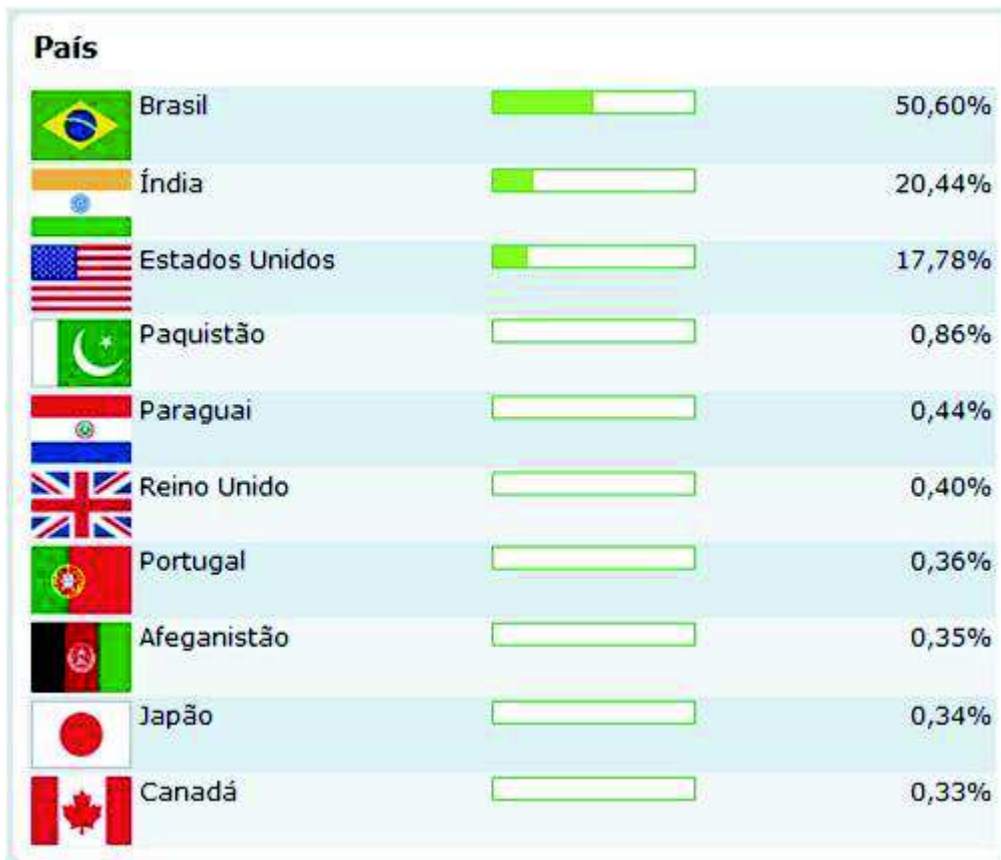 País
Brasil 50,60%
Índia 20,44%
Estados Unidos 17,78%
Paquistão 0,86%
Paraguai 0,44%
Reino Unido 0,40%
Portugal 0,36%
Afeganistão 0,35%
Japão 0,34%
Canadá 0,33%